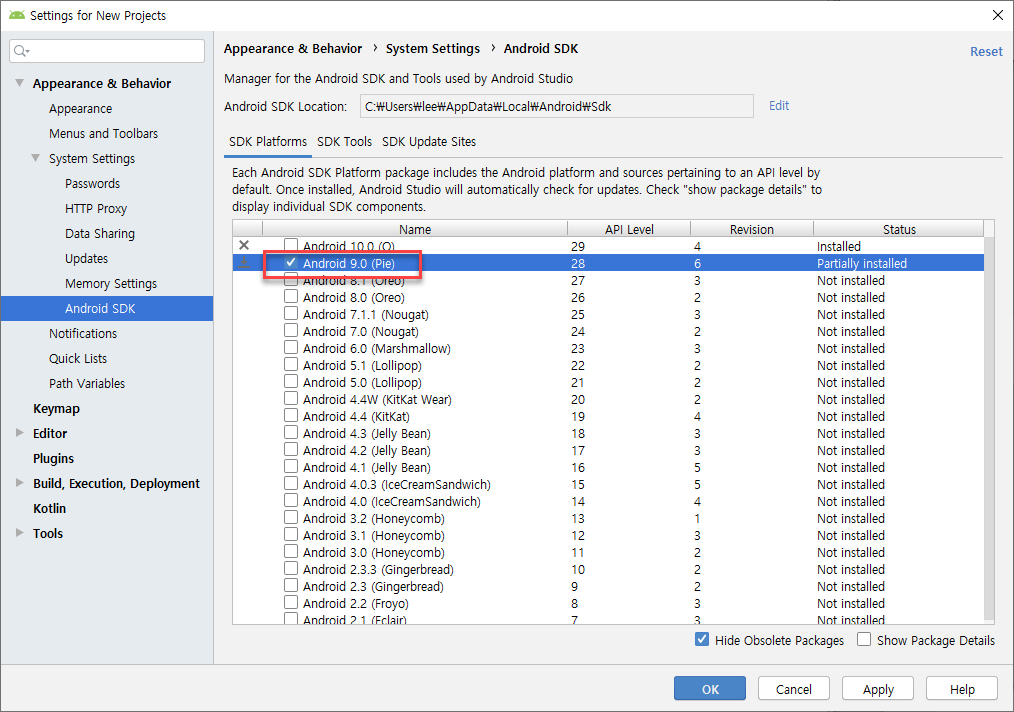 Settings for New Projects
Appearance & Behavior
Appearance
Menus and Toolbars
System Settings
Passwords
HTTP Proxy
Data Sharing
Updates
Memory Settings
Android SDK
Notifications
Quick Lists
Path Variables
Keymap
Editor
Plugins
Build, Execution, Deployment
Kotlin
Tools
Appearance & Behavior › System Settings › Android SDK
Reset
Manager for the Android SDK and Tools used by Android Studio
Android SDK Location: C:₩Users₩lee₩AppData₩Local₩Android₩Sdk Edit
SDK Platforms SDK Tools SDK Update Sites
Each Android SDK Platform package includes the Android platform and sources pertaining to an API level by
default. Once installed, Android Studio will automatically check for updates. Check "show package details" to
display individual SDK components.
Name API Level Revision Status
Android 10.0 (Q) 29 4 Installed
Android 9.0 (Pie) 28 6 Partially installed
Android 8.1 (Oreo) 27 3 Not installed
Android 8.0 (Oreo) 26 2 Not installed
Android 7.1.1 (Nougat) 25 3 Not installed
Android 7.0 (Nougat) 24 2 Not installed
Android 6.0 (Marshmallow) 23 3 Not installed
Android 5.1 (Lollipop) 22 2 Not installed
Android 5.0 (Lollipop) 21 2 Not installed
Android 4.4W (KitKat Wear) 20 2 Not installed
Android 4.4 (KitKat) 19 4 Not installed
Android 4.3 (Jelly Bean) 18 3 Not installed
Android 4.2 (Jelly Bean) 17 3 Not installed
Android 4.1 (Jelly Bean) 16 5 Not installed
Android 4.0.3 (IceCreamSandwich) 15 5 Not installed
Android 4.0 (IceCreamSandwich) 14 4 Not installed
Android 3.2 (Honeycomb) 13 1 Not installed
Android 3.1 (Honeycomb) 12 3 Not installed
Android 3.0 (Honeycomb) 11 2 Not installed
Android 2.3.3 (Gingerbread) 10 2 Not installed
Android 2.3 (Gingerbread) 9 2 Not installed
Android 2.2 (Froyo) 8 3 Not installed
Android 2.1 (Eclair) 7 3 Not installed
Hide Obsolete Packages Show Package Details
OK Cancel Apply Help